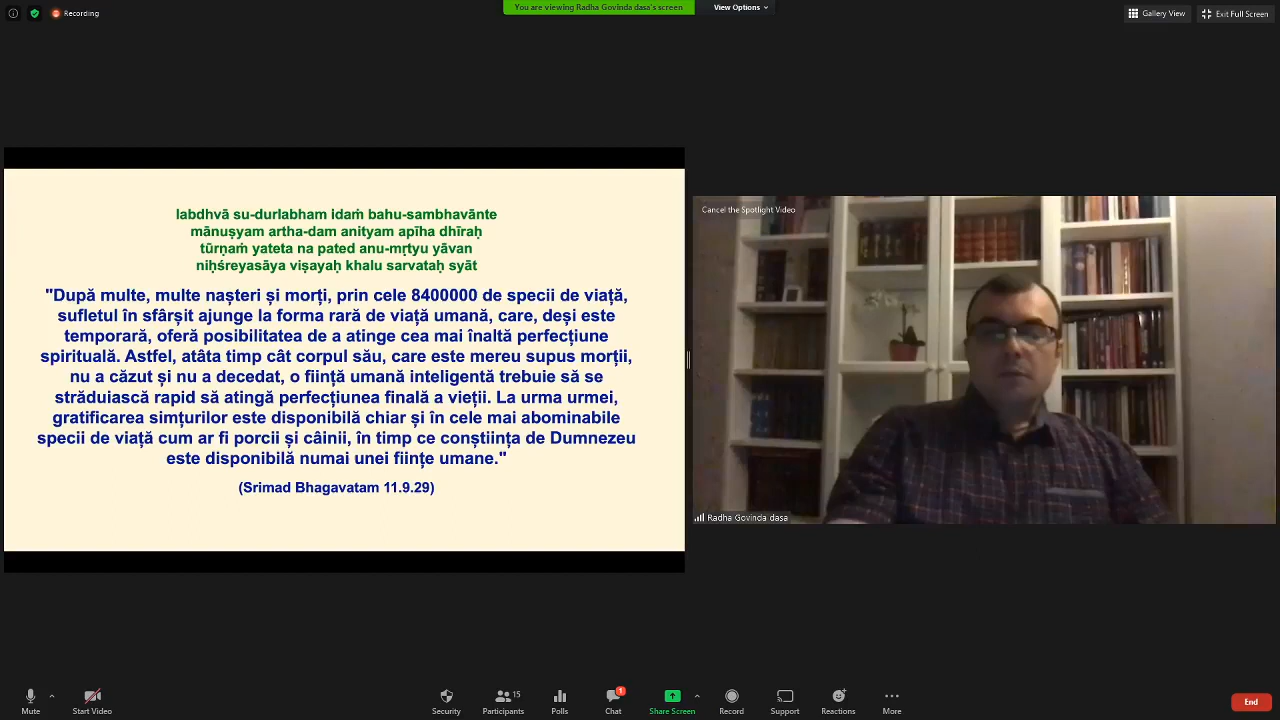 Recording
You are viewing Radha Govinda dasa's screen
View Options
Gallery View
Exit Full Screen
labdhvā su-durlabham idaṁ bahu-sambhavānte
mānuṣyam artha-dam anityam apīha dhīraḥ
tūrṇaṁ yateta na pated anu-mṛtyu yāvan
niḥśreyasāya viṣayaḥ khalu sarvataḥ syāt
"După multe, multe nașteri și morți, prin cele 8400000 de specii de viață,
sufletul în sfârșit ajunge la forma rară de viață umană, care, deși este
temporară, oferă posibilitatea de a atinge cea mai înaltă perfecțiune
spirituală. Astfel, atâta timp cât corpul său, care este mereu supus morții,
nu a căzut și nu a decedat, o ființă umană inteligentă trebuie să se
străduiască rapid să atingă perfecțiunea finală a vieții. La urma urmei,
gratificarea simțurilor este disponibilă chiar și în cele mai abominabile
specii de viață cum ar fi porcii și câinii, în timp ce conștiința de Dumnezeu
este disponibilă numai unei ființe umane."
(Srimad Bhagavatam 11.9.29)
Cancel the Spotlight Video
Radha Govinda dasa
Mute
Start Video
Security
15
Participants
Polls
1
Chat
Share Screen
Record
Support
Reactions
More
End